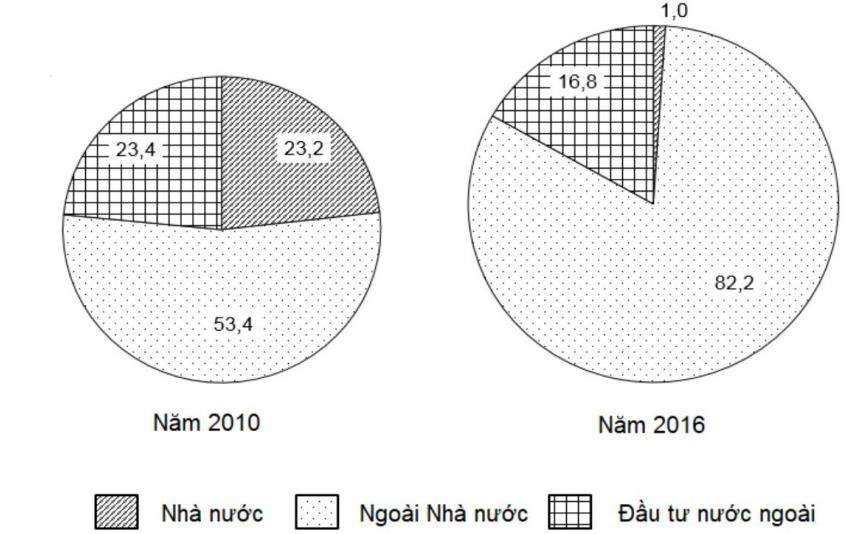 1,0
16,8
23,4
23,2
82,2
53,4
Năm 2010
Năm 2016
Nhà nước
Ngoài Nhà nước
Đầu tư nước ngoài